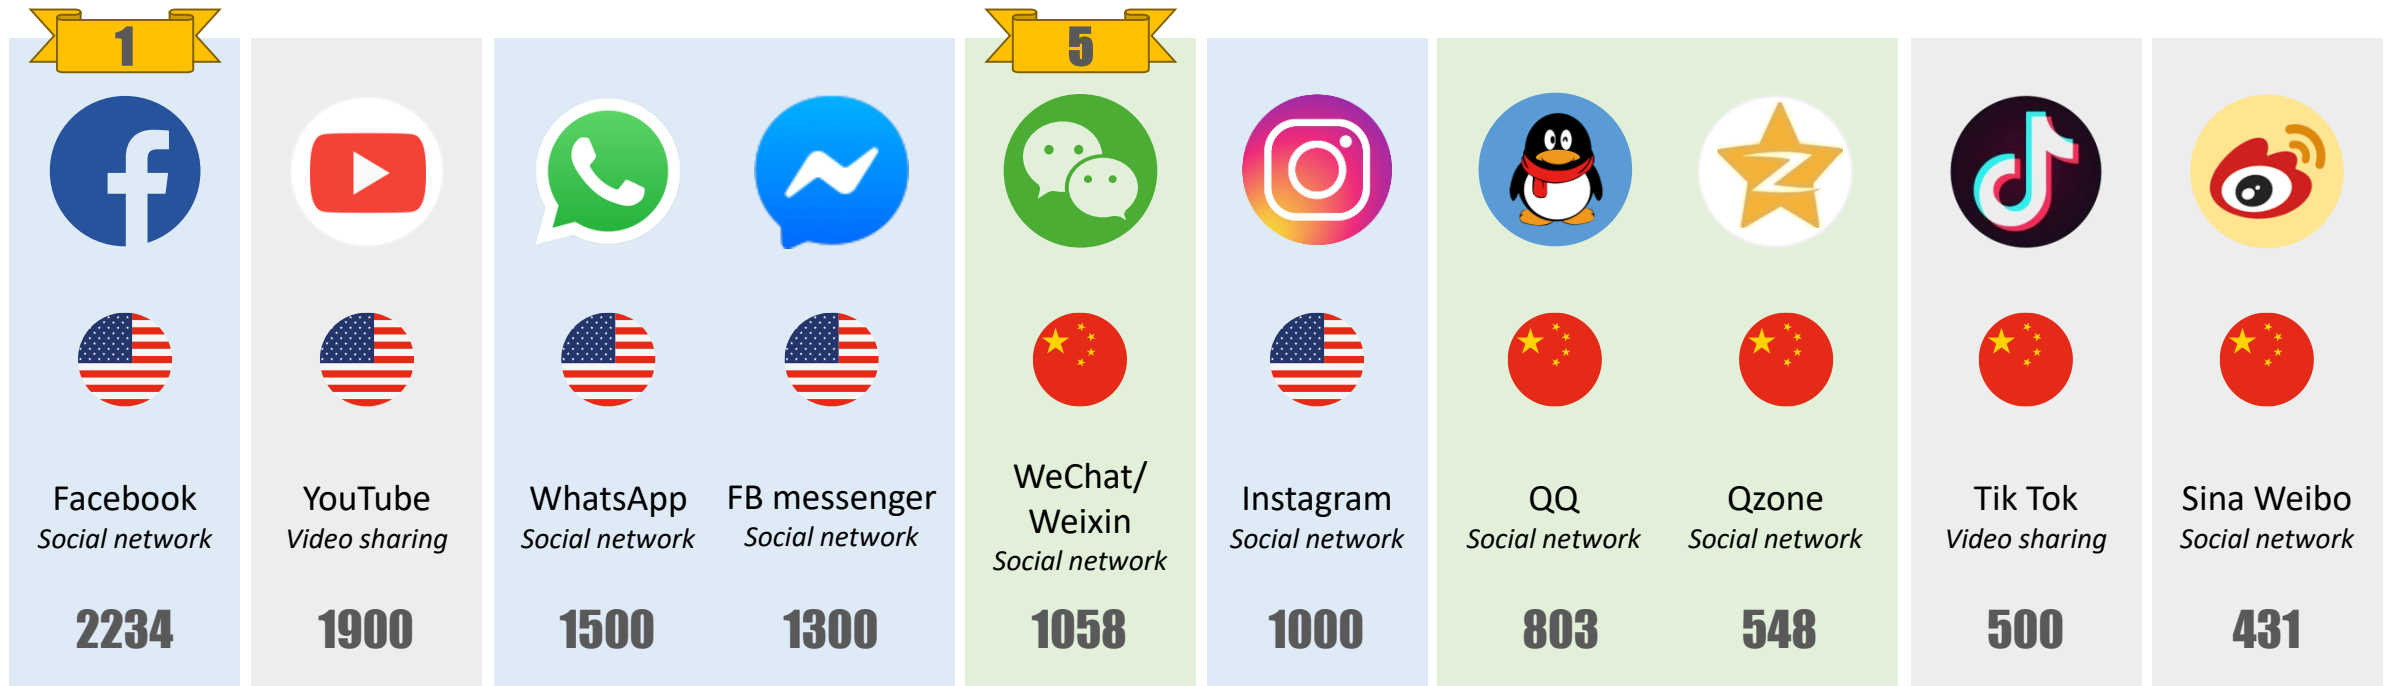 1
5
Facebook
Social network
2234
YouTube
Video sharing
1900
WhatsApp
Social network
1500
FB messenger
Social network
1300
WeChat/
Weixin
Social network
1058
Instagram
Social network
1000
QQ
Social network
803
Qzone
Social network
548
Tik Tok
Video sharing
500
Sina Weibo
Social network
431